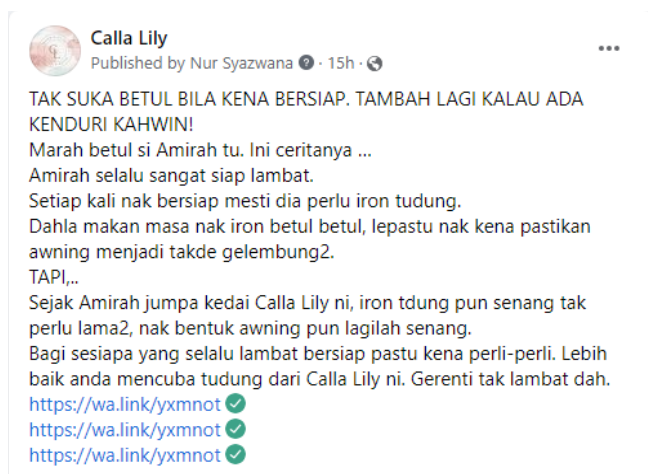 Calla Lily
Published by Nur Syazwana · 15h ·
TAK SUKA BETUL BILA KENA BERSIAP. TAMBAH LAGI KALAU ADA
KENDURI KAHWIN!
Marah betul si Amirah tu. Ini ceritanya ...
Amirah selalu sangat siap lambat.
Setiap kali nak bersiap mesti dia perlu iron tudung.
Dahla makan masa nak iron betul betul, lepastu nak kena pastikan
awning menjadi takde gelembung2.
TAPI,..
Sejak Amirah jumpa kedai Calla Lily ni, iron tdung pun senang tak
perlu lama2, nak bentuk awning pun lagilah senang.
Bagi sesiapa yang selalu lambat bersiap pastu kena perli-perli. Lebih
baik anda mencuba tudung dari Calla Lily ni. Gerenti tak lambat dah.
https://wa.link/yxmnot ✅
https://wa.link/yxmnot ✅
https://wa.link/yxmnot ✅